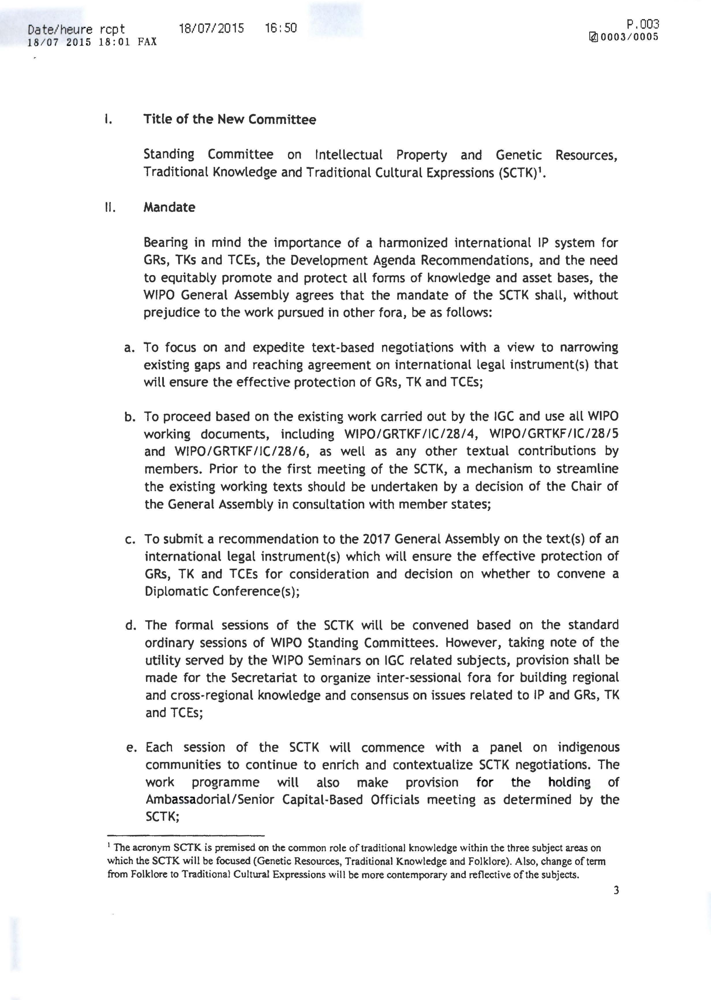 Date/heure rcpt 18/07/2015 16:50 P.003
18/07 2015 18:01 FAX 0003/0005
I. Title of the New Committee
Standing Committee on Intellectual Property and Genetic Resources,
Traditional Knowledge and Traditional Cultural Expressions (SCTK)¹.
II. Mandate
Bearing in mind the importance of a harmonized international IP system for
GRs, TKs and TCEs, the Development Agenda Recommendations, and the need
to equitably promote and protect all forms of knowledge and asset bases, the
WIPO General Assembly agrees that the mandate of the SCTK shall, without
prejudice to the work pursued in other fora, be as follows:
a. To focus on and expedite text-based negotiations with a view to narrowing
existing gaps and reaching agreement on international legal instrument(s) that
will ensure the effective protection of GRs, TK and TCEs;
b. To proceed based on the existing work carried out by the IGC and use all WIPO
working documents, including WIPO/GRTKF/IC/28/4, WIPO/GRTKF/IC/28/5
and WIPO/GRTKF/IC/28/6, as well as any other textual contributions by
members. Prior to the first meeting of the SCTK, a mechanism to streamline
the existing working texts should be undertaken by a decision of the Chair of
the General Assembly in consultation with member states;
c. To submit a recommendation to the 2017 General Assembly on the text(s) of an
international legal instrument(s) which will ensure the effective protection of
GRs, TK and TCEs for consideration and decision on whether to convene a
Diplomatic Conference(s);
d. The formal sessions of the SCTK will be convened based on the standard
ordinary sessions of WIPO Standing Committees. However, taking note of the
utility served by the WIPO Seminars on IGC related subjects, provision shall be
made for the Secretariat to organize inter-sessional fora for building regional
and cross-regional knowledge and consensus on issues related to IP and GRs, TK
and TCEs;
e. Each session of the SCTK will commence with a panel on indigenous
communities to continue to enrich and contextualize SCTK negotiations. The
work programme will also make provision for the holding of
Ambassadorial/Senior Capital-Based Officials meeting as determined by the
SCTK;
¹ The acronym SCTK is premised on the common role of traditional knowledge within the three subject areas on
which the SCTK will be focused (Genetic Resources, Traditional Knowledge and Folklore). Also, change of term
from Folklore to Traditional Cultural Expressions will be more contemporary and reflective of the subjects.
3